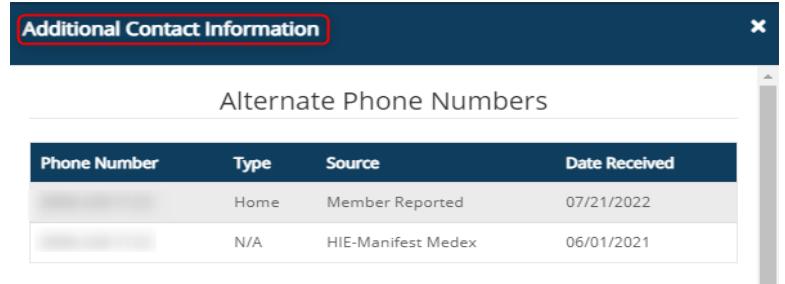 Additional Contact Information ×
Alternate Phone Numbers
Phone Number Type Source Date Received
Home Member Reported 07/21/2022
N/A HIE-Manifest Medex 06/01/2021